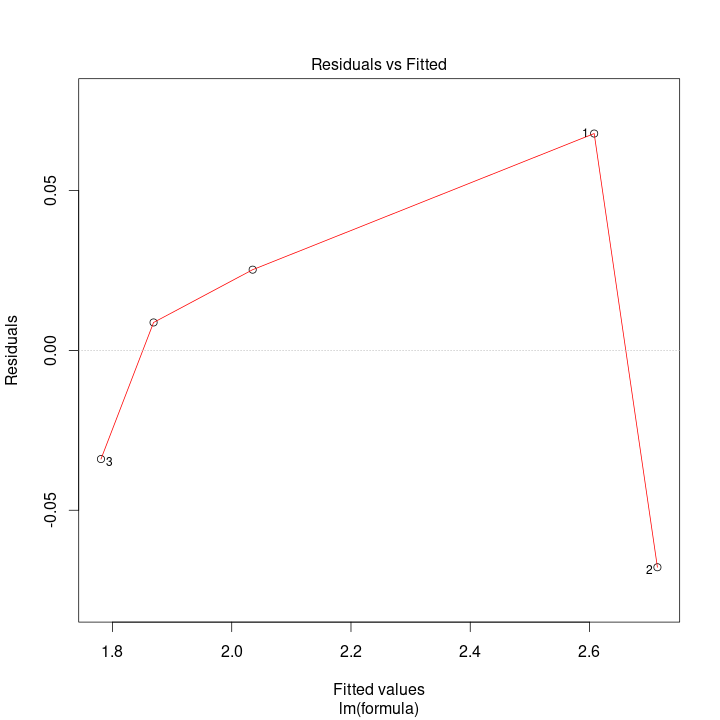 Residuals vs Fitted
Residuals
0.05
0.00
-0.05
1
3
2
1.8 2.0 2.2 2.4 2.6
Fitted values
lm(formula)